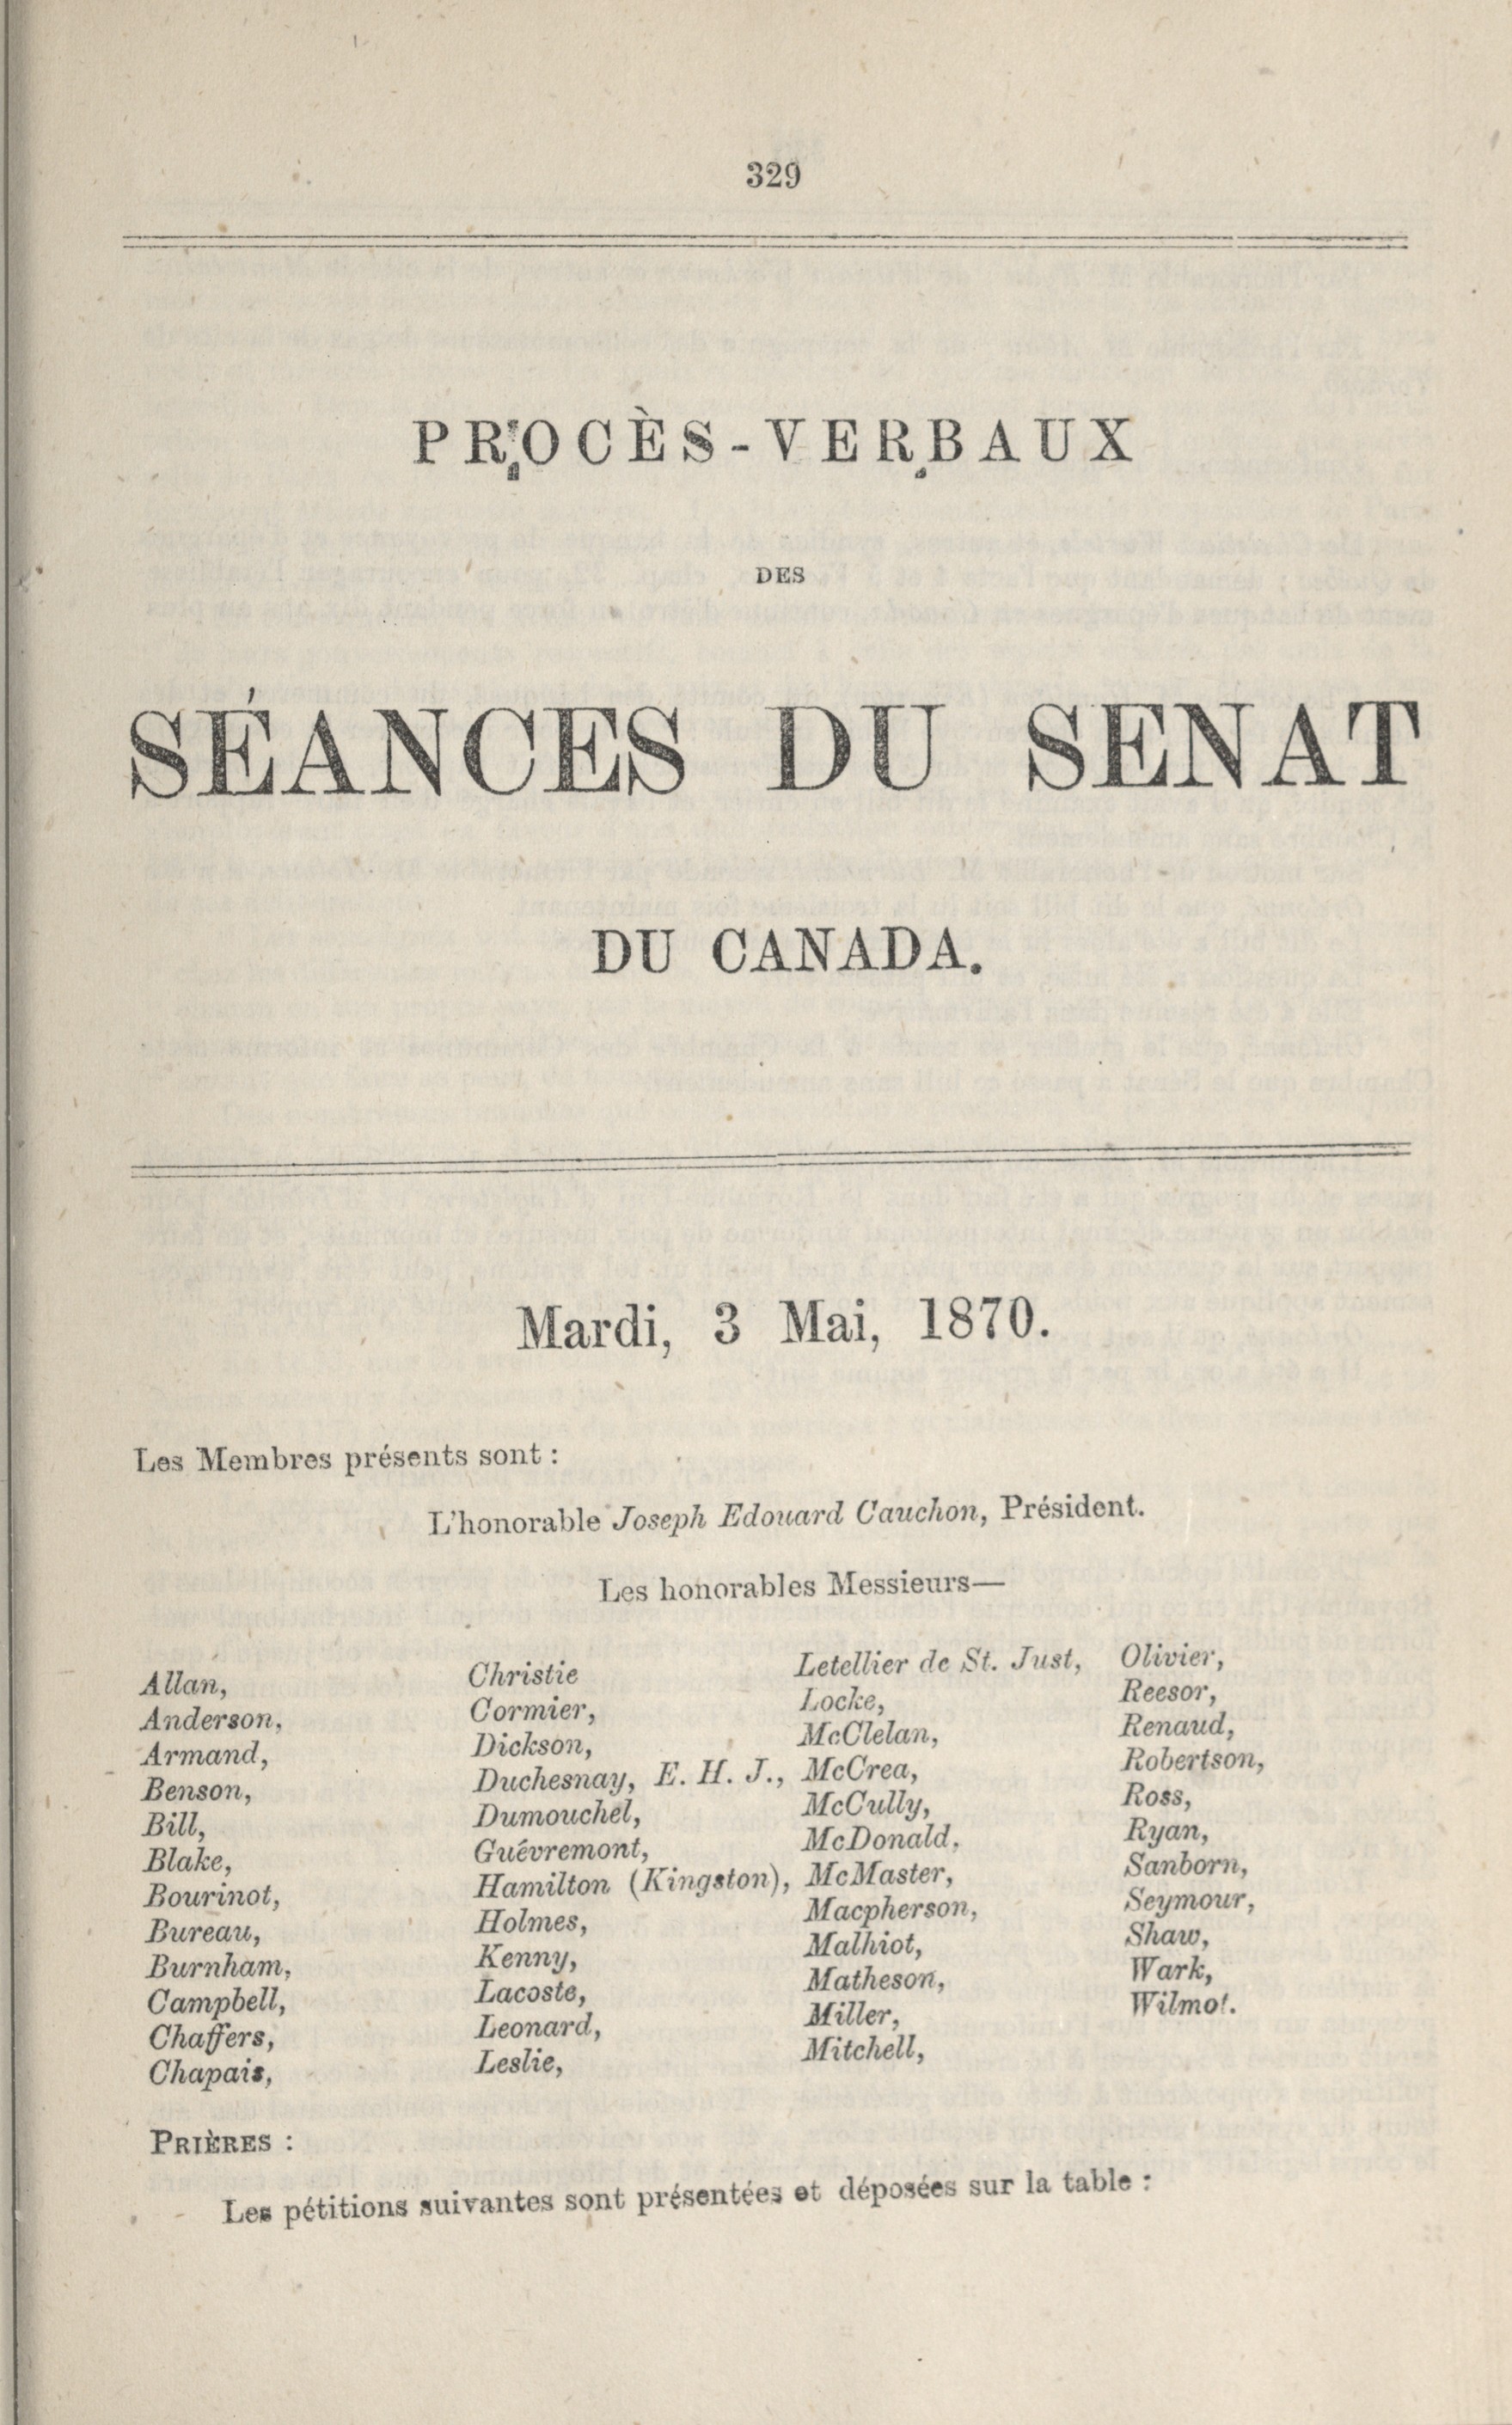 329
PROCÈS-VERBAUX
DES
SÉANCES DU SENAT
DU CANADA.
Mardi, 3 Mai, 1870.
Les Membres présents sont :
L'honorable Joseph Edouard Cauchon, Président.
Les honorables Messieurs—
Allan,
Anderson,
Armand,
Benson,
Bill,
Blake,
Bourinot,
Bureau,
Burnham,
Campbell,
Chaffers,
Chapais,
Christie
Cormier,
Dickson,
Duchesnay, E. H. J.,
Dumouchel,
Guévremont,
Hamilton (Kingston),
Holmes,
Kenny,
Lacoste,
Leonard,
Leslie,
Letellier de St. Just,
Locke,
McClelan,
McCrea,
McCully,
McDonald,
McMaster,
Macpherson,
Malhiot,
Matheson,
Miller,
Mitchell,
Olivier,
Reesor,
Renaud,
Robertson,
Ross,
Ryan,
Sanborn,
Seymour,
Shaw,
Wark,
Wilmot.
PRIÈRES :
Les pétitions suivantes sont présentées et déposées sur la table :